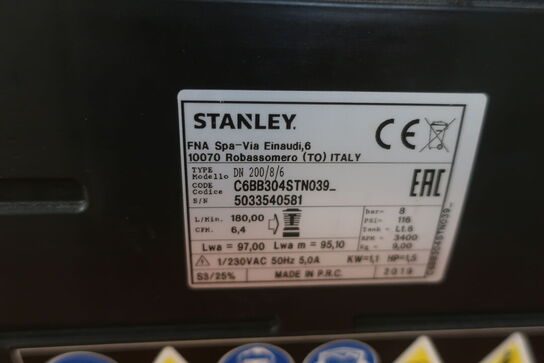 STANLEY.
CE
FNA Spa-Via Einaudi,6
10070 Robassomero (TO) ITALY
TYPE
Modello DN 200/8/6
CODE
Codice C6BB304STN039_
S/N 5033540581
EAC
L/Min. 180,00
CFM. 6,4
bar= 8
PSI= 116
Tank = Lt.6
RPM = 3400
Kg = 9,00
Lwa = 97,00 Lwa m = 95,10
1/230VAC 50Hz 5,0A KW=1,1 HP=1,5
S3/25% MADE IN P.R.C. 2019
C6BB304STN039_